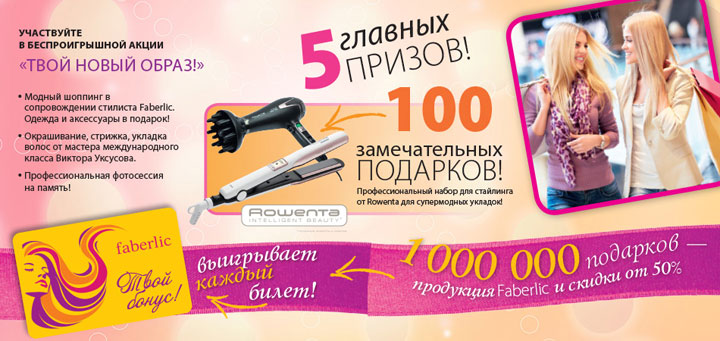 УЧАСТВУЙТЕ
В БЕСПРОИГРЫШНОЙ АКЦИИ
«ТВОЙ НОВЫЙ ОБРАЗ!»
• Модный шоппинг в
сопровождении стилиста Faberlic.
Одежда и аксессуары в подарок!
• Окрашивание, стрижка, укладка
волос от мастера международного
класса Виктора Уксусова.
• Профессиональная фотосессия
на память!
5 главных
ПРИЗОВ!
100
замечательных
ПОДАРКОВ!
Профессиональный набор для стайлинга
от Rowenta для супермодных укладок!
Rowenta
INTELLIGENT BEAUTY
faberlic
Твой
бонус!
выигрывает
каждый
билет!
1 000 000 подарков —
продукция Faberlic и скидки от 50%